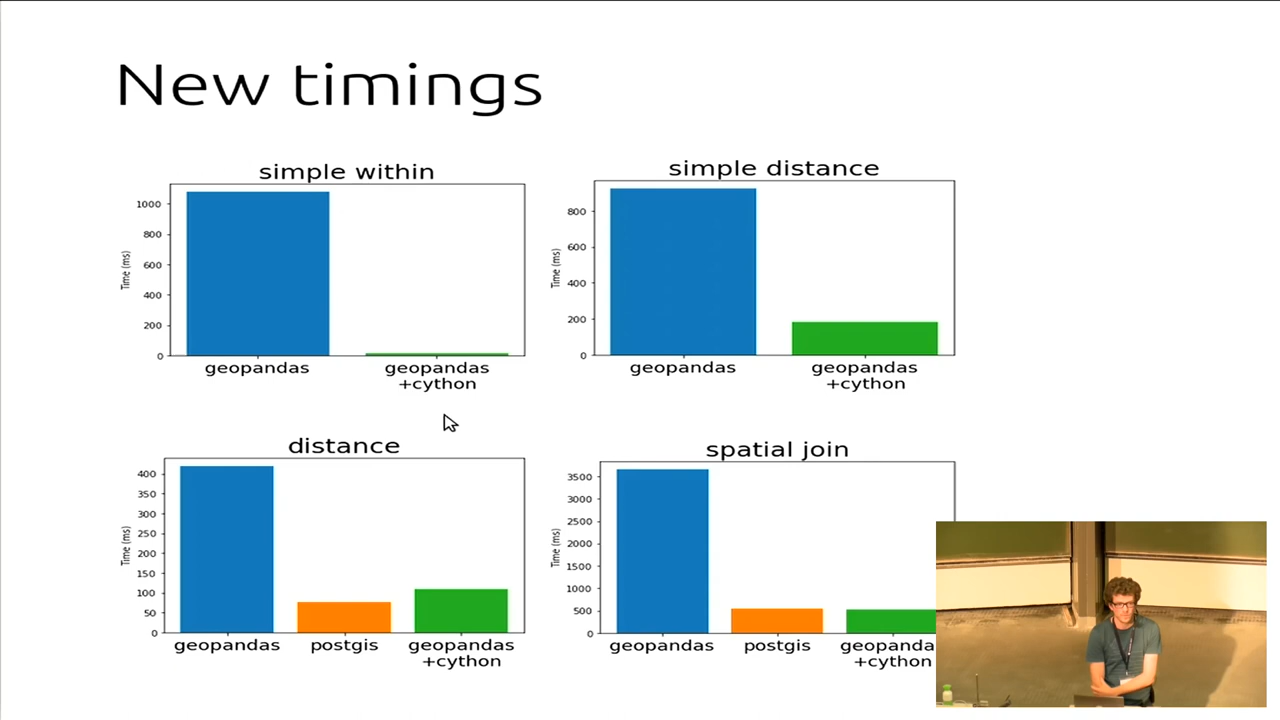 New timings
simple within
1000
800
600
400
200
0
Time (ms)
geopandas
geopandas
+cython
simple distance
800
600
400
200
0
Time (ms)
geopandas
geopandas
+cython
distance
400
350
300
250
200
150
100
50
0
Time (ms)
geopandas
postgis
geopandas
+cython
spatial join
3500
3000
2500
2000
1500
1000
500
0
Time (ms)
geopandas
postgis
geopanda
+cython